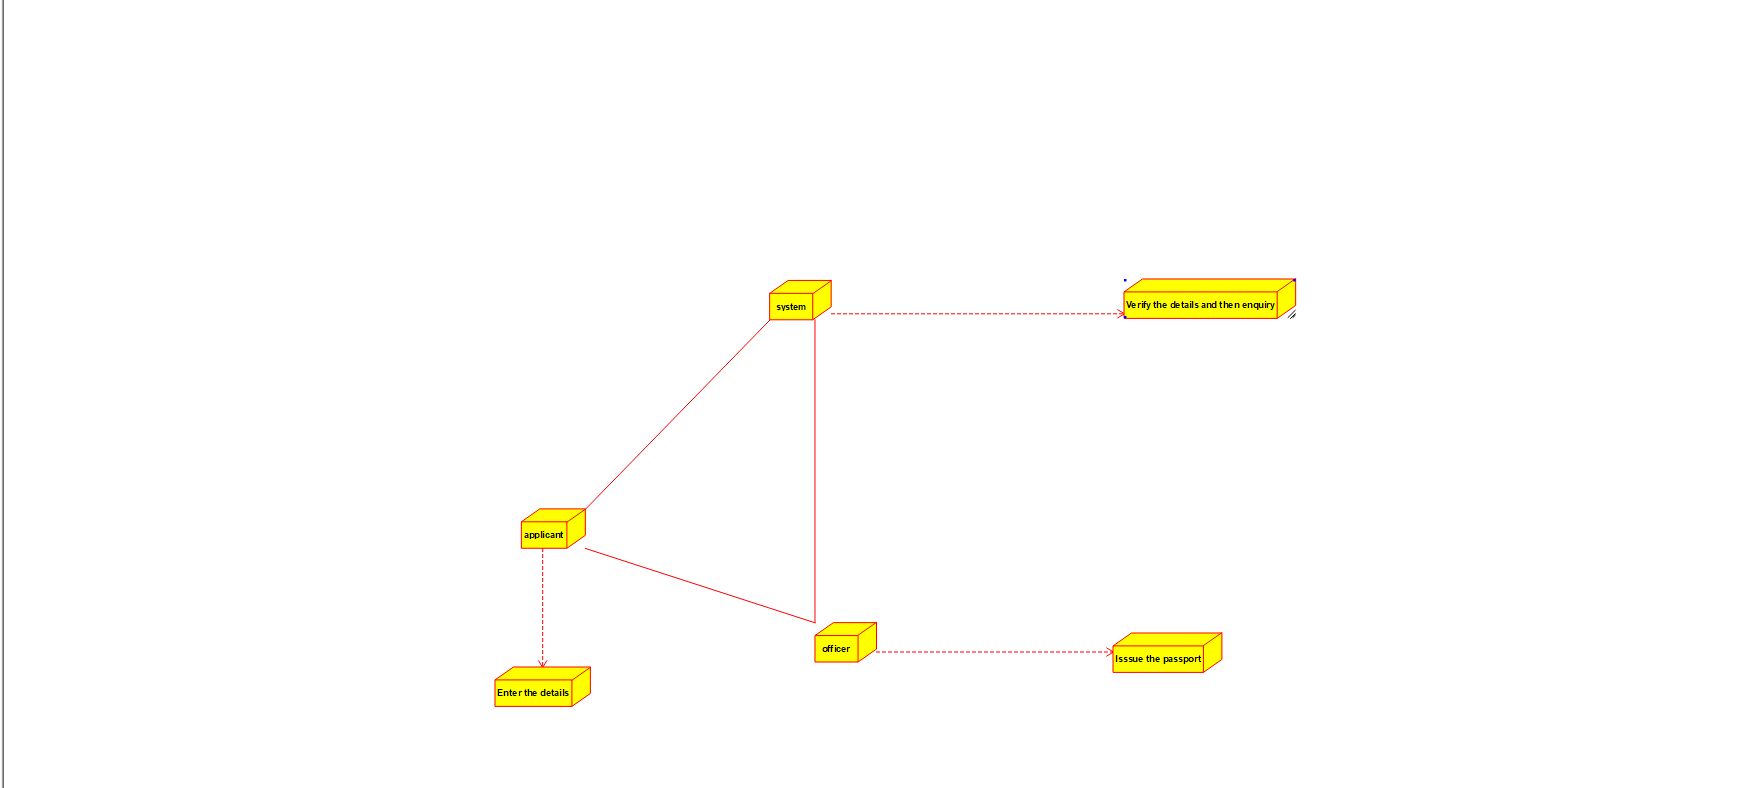 system
Verify the details and then enquiry
applicant
officer
Isssue the passport
Enter the details